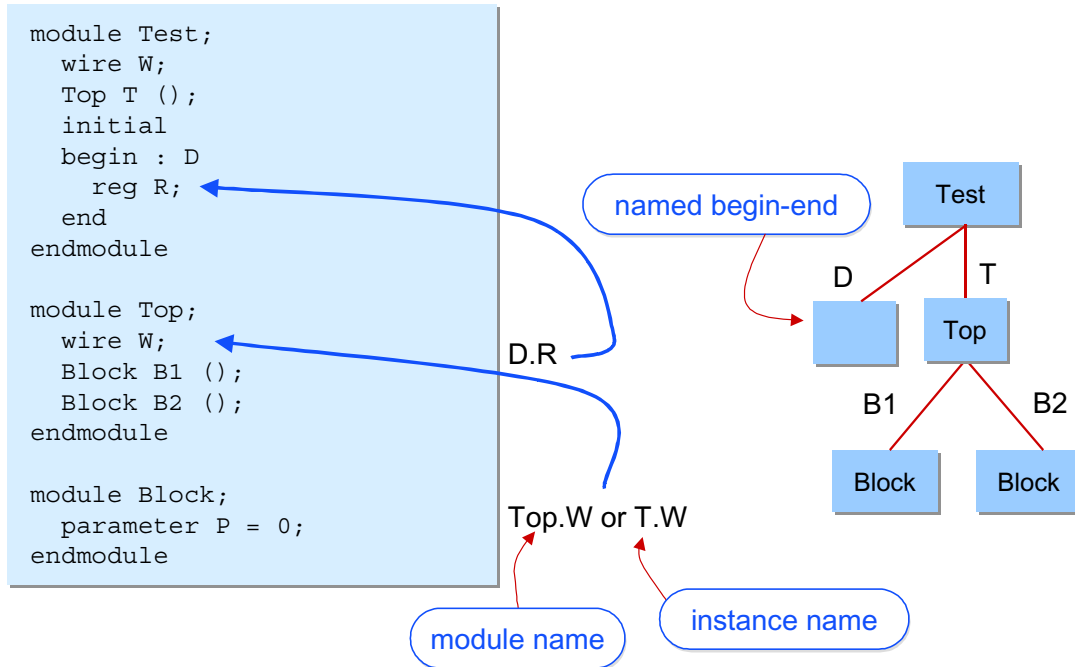 module Test;
  wire W;
  Top T ();
  initial
  begin : D
    reg R;
  end
endmodule

module Top;
  wire W;
  Block B1 ();
  Block B2 ();
endmodule

module Block;
  parameter P = 0;
endmodule
D.R
Top.W or T.W
module name
instance name
named begin-end
Test
D
T
Top
B1
B2
Block
Block